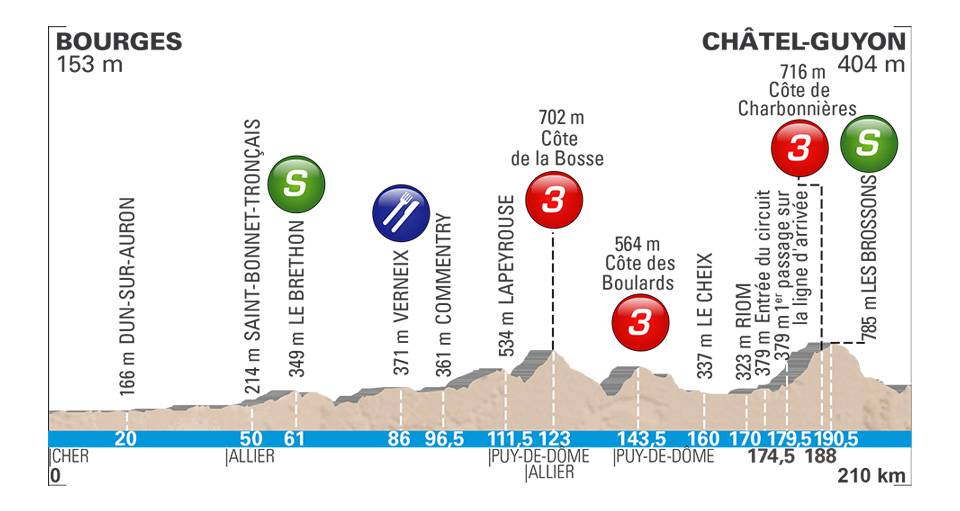 BOURGES
153 m
CHÂTEL-GUYON
404 m
166 m DUN-SUR-AURON
214 m SAINT-BONNET-TRONÇAIS
S
349 m LE BRETHON
371 m VERNEIX
361 m COMMENTRY
534 m LAPEYROUSE
702 m
Côte
de la Bosse
3
564 m
Côte des
Boulards
3
337 m LE CHEIX
323 m RIOM
379 m Entrée du circuit
379 m 1er passage sur
la ligne d'arrivée
716 m
Côte de
Charbonnières
3
S
785 m LES BROSSONS
20 50 61 86 96,5 111,5 123 143,5 160 170 179,5 190,5
174,5 188
CHER ALLIER PUY-DE-DÔME PUY-DE-DÔME
ALLIER
0 210 km